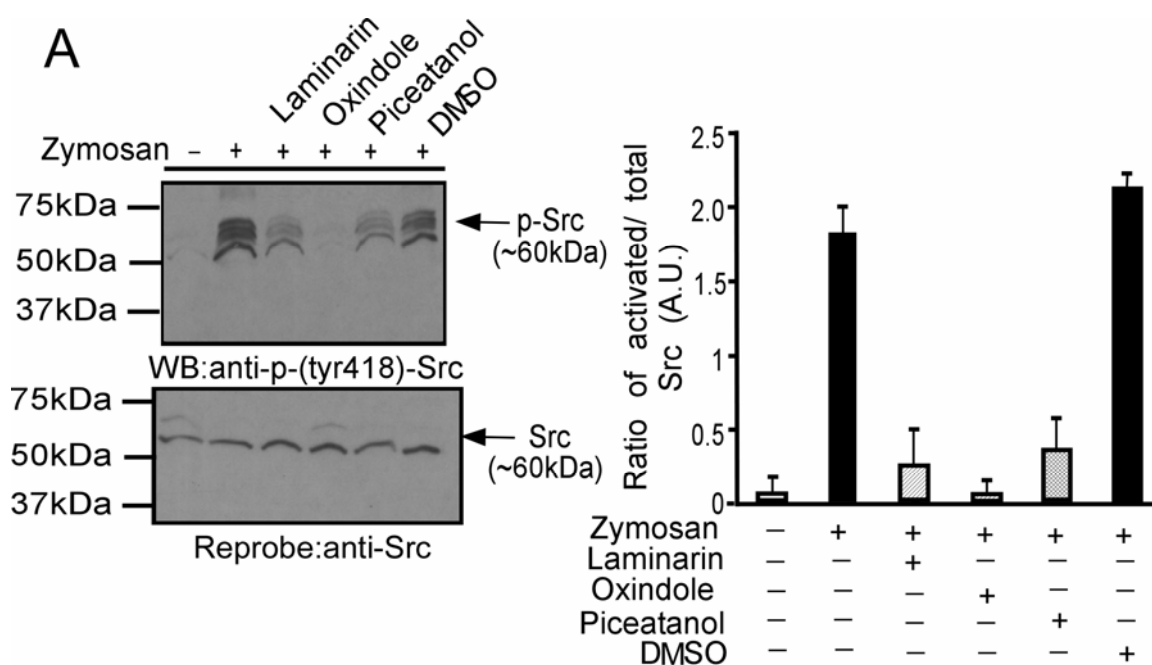 A
Laminarin
Oxindole
Piceatanol
DMSO
Zymosan – + + + + +
75kDa
50kDa
37kDa
p-Src
(~60kDa)
WB:anti-p-(tyr418)-Src
75kDa
50kDa
37kDa
Src
(~60kDa)
Reprobe:anti-Src
Ratio of activated/ total
Src (A.U.)
2.5
2.0
1.5
1
0.5
0
Zymosan – + + + + +
Laminarin – – + – – –
Oxindole – – – + – –
Piceatanol – – – – + –
DMSO – – – – – +